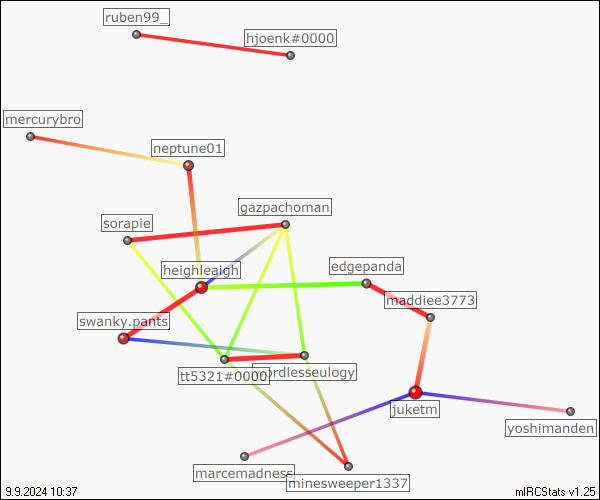 ruben99_
hjoenk#0000
mercurybro
neptune01
gazpachoman
sorapie
edgepanda
heighleaigh
maddiee3773
swanky.pants
wordlesseulogy
tt5321#0000
juketm
yoshimanden
marcemadness
minesweeper1337
9.9.2024 10:37
mIRCStats v1.25